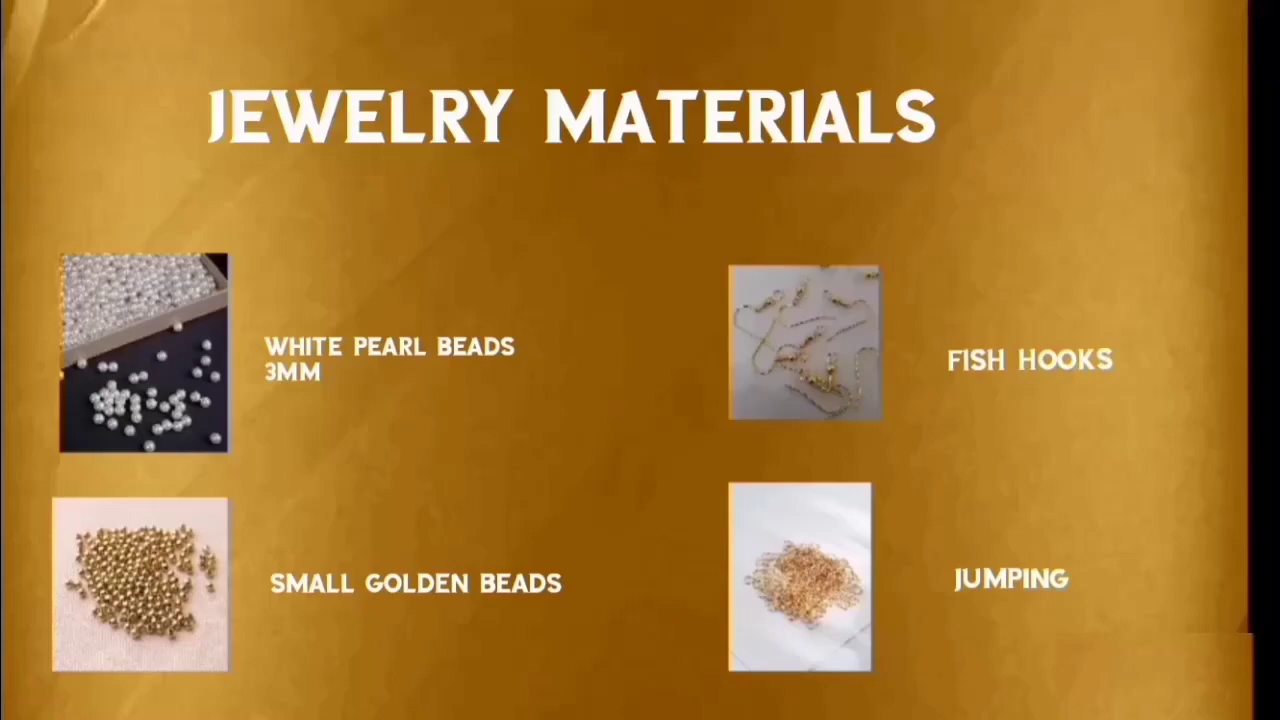 JEWELRY MATERIALS
WHITE PEARL BEADS
3MM
FISH HOOKS
SMALL GOLDEN BEADS
JUMPING